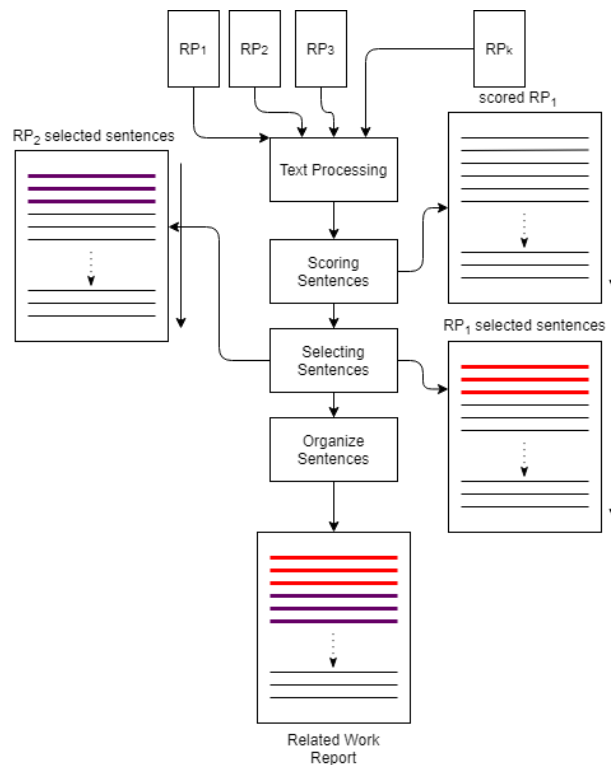 RP1
RP2
RP3
RPk
scored RP1
RP2 selected sentences
Text Processing
Scoring
Sentences
RP1 selected sentences
Selecting
Sentences
Organize
Sentences
Related Work
Report